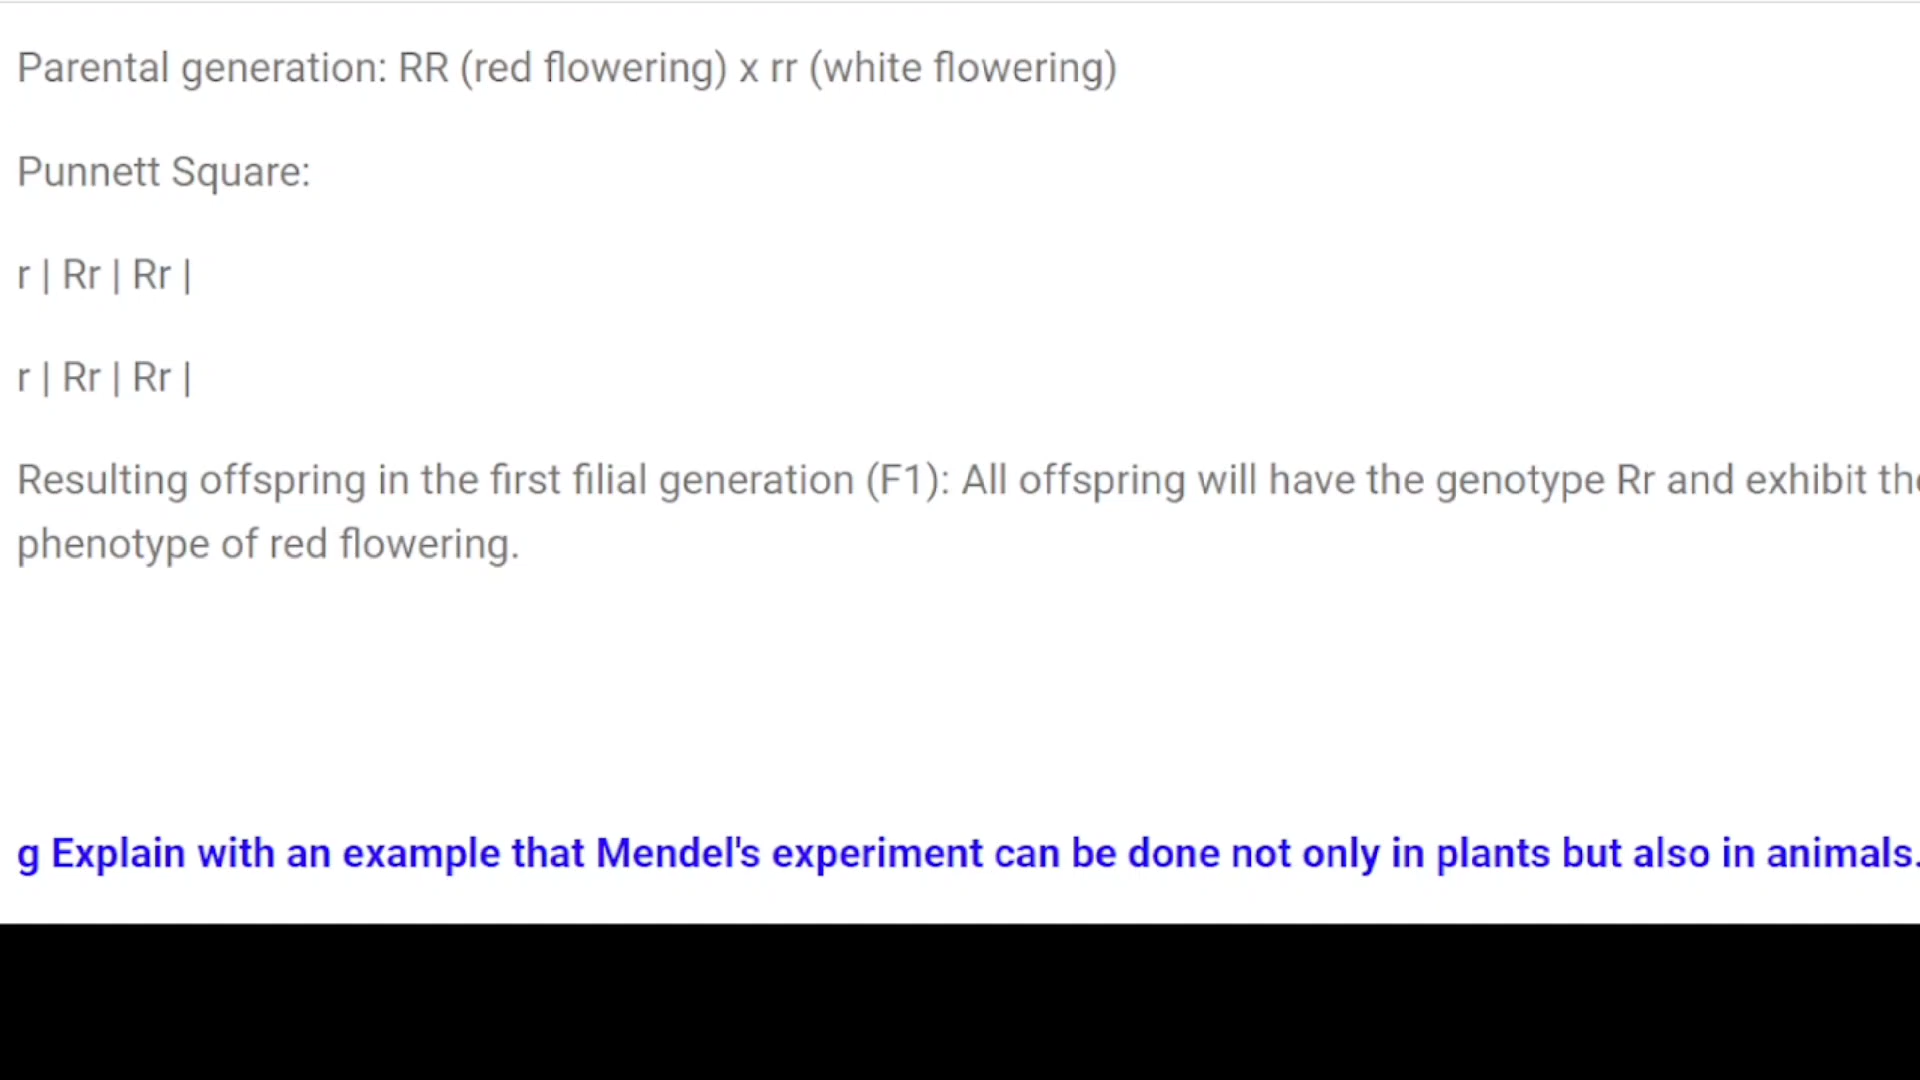 Parental generation: RR (red flowering) x rr (white flowering)
Punnett Square:
r | Rr | Rr |
r | Rr | Rr |
Resulting offspring in the first filial generation (F1): All offspring will have the genotype Rr and exhibit the
phenotype of red flowering.
g Explain with an example that Mendel's experiment can be done not only in plants but also in animals.